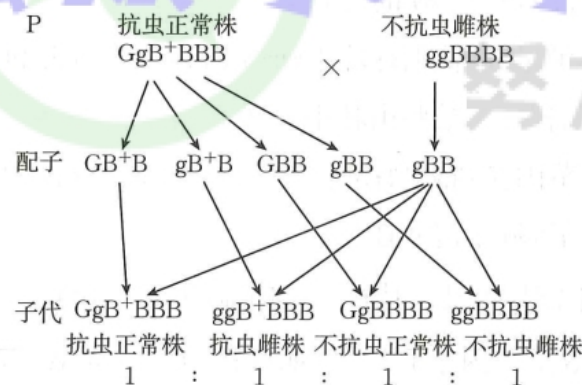 P 抗虫正常株 不抗虫雌株
GgB⁺BBB × ggBBBB
配子 GB⁺B gB⁺B GBB gBB gBB
子代 GgB⁺BBB ggB⁺BBB GgBBBB ggBBBB
抗虫正常株 抗虫雌株 不抗虫正常株 不抗虫雌株
1 : 1 : 1 : 1
努